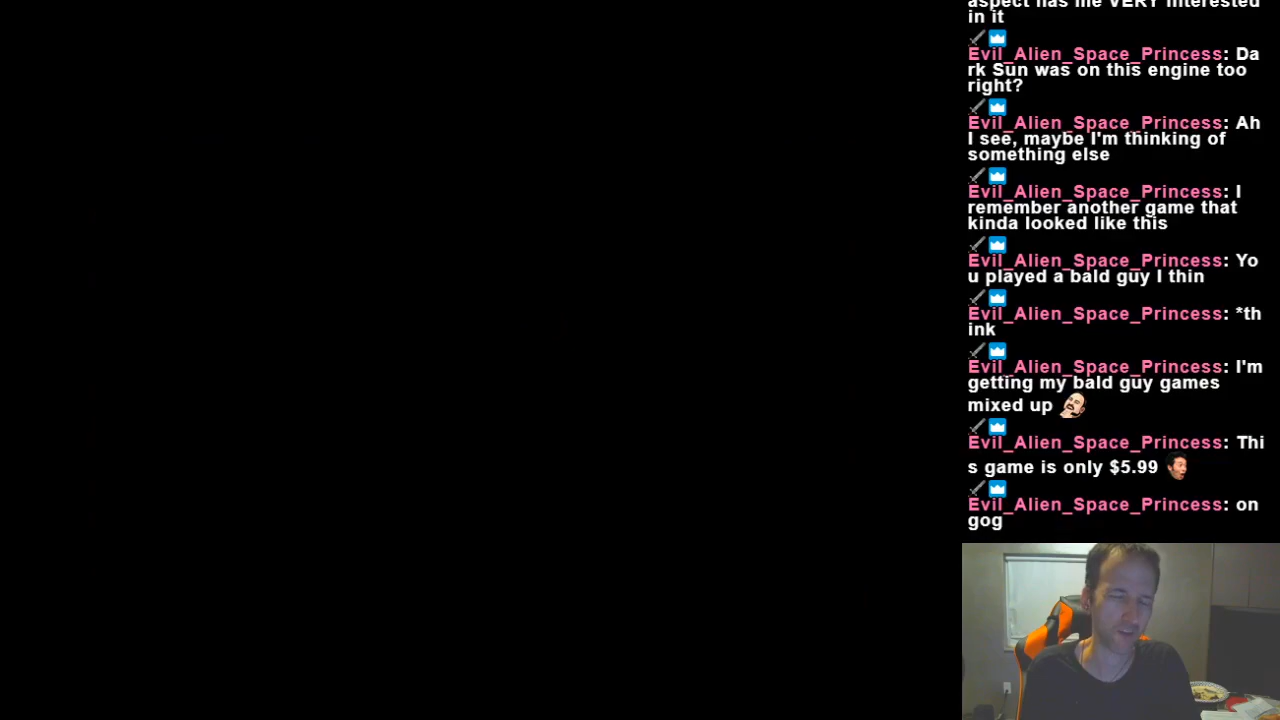 aspect has me VERY interested
in it
Evil_Alien_Space_Princess: Da
rk Sun was on this engine too
right?
Evil_Alien_Space_Princess: Ah
I see, maybe I'm thinking of
something else
Evil_Alien_Space_Princess: I
remember another game that
kinda looked like this
Evil_Alien_Space_Princess: Yo
u played a bald guy I thin
Evil_Alien_Space_Princess: *th
ink
Evil_Alien_Space_Princess: I'm
getting my bald guy games
mixed up
Evil_Alien_Space_Princess: Thi
s game is only $5.99
Evil_Alien_Space_Princess: on
gog